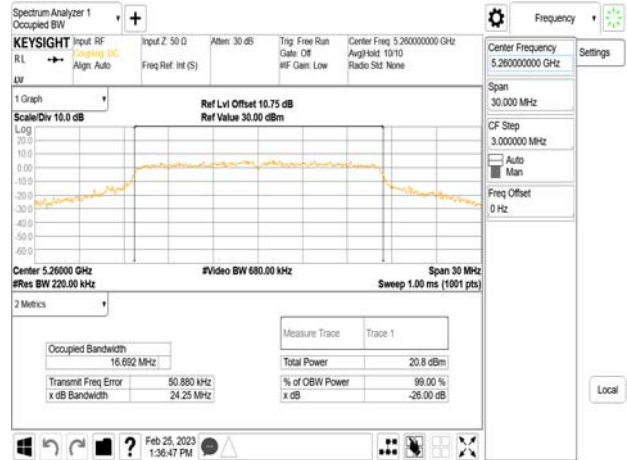 Spectrum Analyzer 1
Occupied BW
+
Frequency
KEYSIGHT
Input: RF
Input Z: 50 Ω
Atten: 30 dB
Trig: Free Run
Center Freq: 5.260000000 GHz
RL
Coupling: DC
Gate: Off
Avg|Hold: 10/10
Align: Auto
Freq Ref: Int (S)
#IF Gain: Low
Radio Std: None
LXI
Center Frequency
5.260000000 GHz
Settings
Span
30.000 MHz
CF Step
3.000000 MHz
Auto
Man
Freq Offset
0 Hz
1 Graph
Ref Lvl Offset 10.75 dB
Scale/Div 10.0 dB
Ref Value 30.00 dBm
Log
20.0
10.0
0.00
-10.0
-20.0
-30.0
-40.0
-50.0
-60.0
Center 5.26000 GHz
#Video BW 680.00 kHz
Span 30 MHz
#Res BW 220.00 kHz
Sweep 1.00 ms (1001 pts)
2 Metrics
Measure Trace
Trace 1
Occupied Bandwidth
16.692 MHz
Total Power
20.8 dBm
Transmit Freq Error
50.880 kHz
% of OBW Power
99.00 %
x dB Bandwidth
24.25 MHz
x dB
-26.00 dB
Local
?
Feb 25, 2023
1:36:47 PM